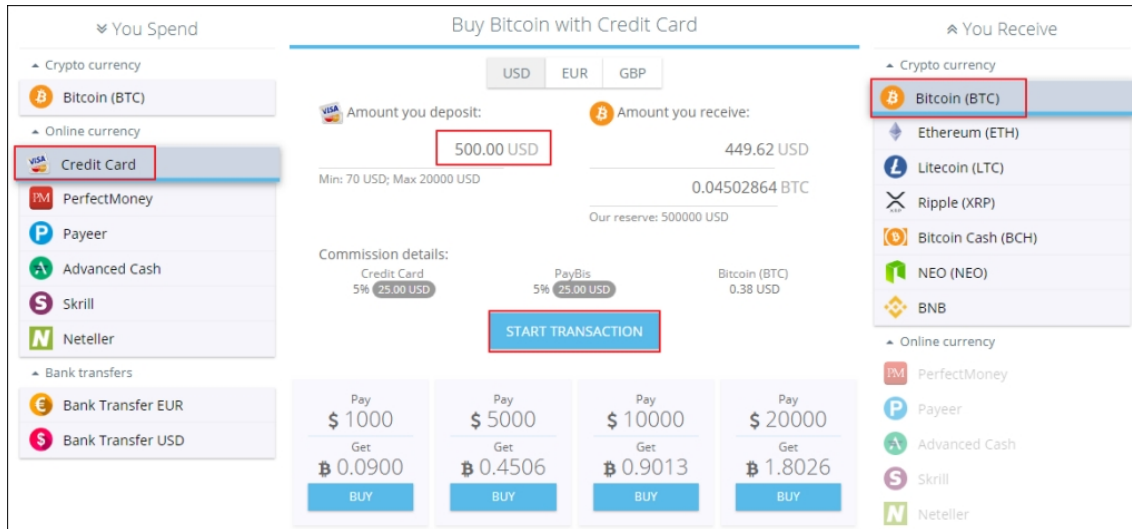 You Spend
Crypto currency
Bitcoin (BTC)
Online currency
VISA Credit Card
PM PerfectMoney
P Payeer
Advanced Cash
S Skrill
N Neteller
Bank transfers
€ Bank Transfer EUR
$ Bank Transfer USD
Buy Bitcoin with Credit Card
USD EUR GBP
VISA Amount you deposit:
500.00 USD
Min: 70 USD; Max 20000 USD
Amount you receive:
449.62 USD
0.04502864 BTC
Our reserve: 500000 USD
Commission details:
Credit Card PayBis Bitcoin (BTC)
5% 25.00 USD 5% 25.00 USD 0.38 USD
START TRANSACTION
Pay Pay Pay Pay
$ 1000 $ 5000 $ 10000 $ 20000
Get Get Get Get
₿ 0.0900 ₿ 0.4506 ₿ 0.9013 ₿ 1.8026
BUY BUY BUY BUY
You Receive
Crypto currency
Bitcoin (BTC)
Ethereum (ETH)
Litecoin (LTC)
Ripple (XRP)
Bitcoin Cash (BCH)
NEO (NEO)
BNB
Online currency
PM PerfectMoney
P Payeer
Advanced Cash
S Skrill
N Neteller